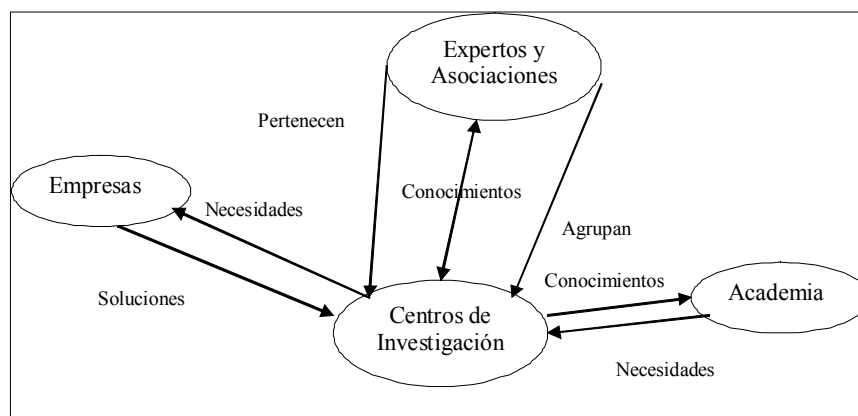 Expertos y
Asociaciones
Pertenecen
Empresas
Necesidades
Conocimientos
Agrupan
Soluciones
Conocimientos
Academia
Centros de
Investigación
Necesidades